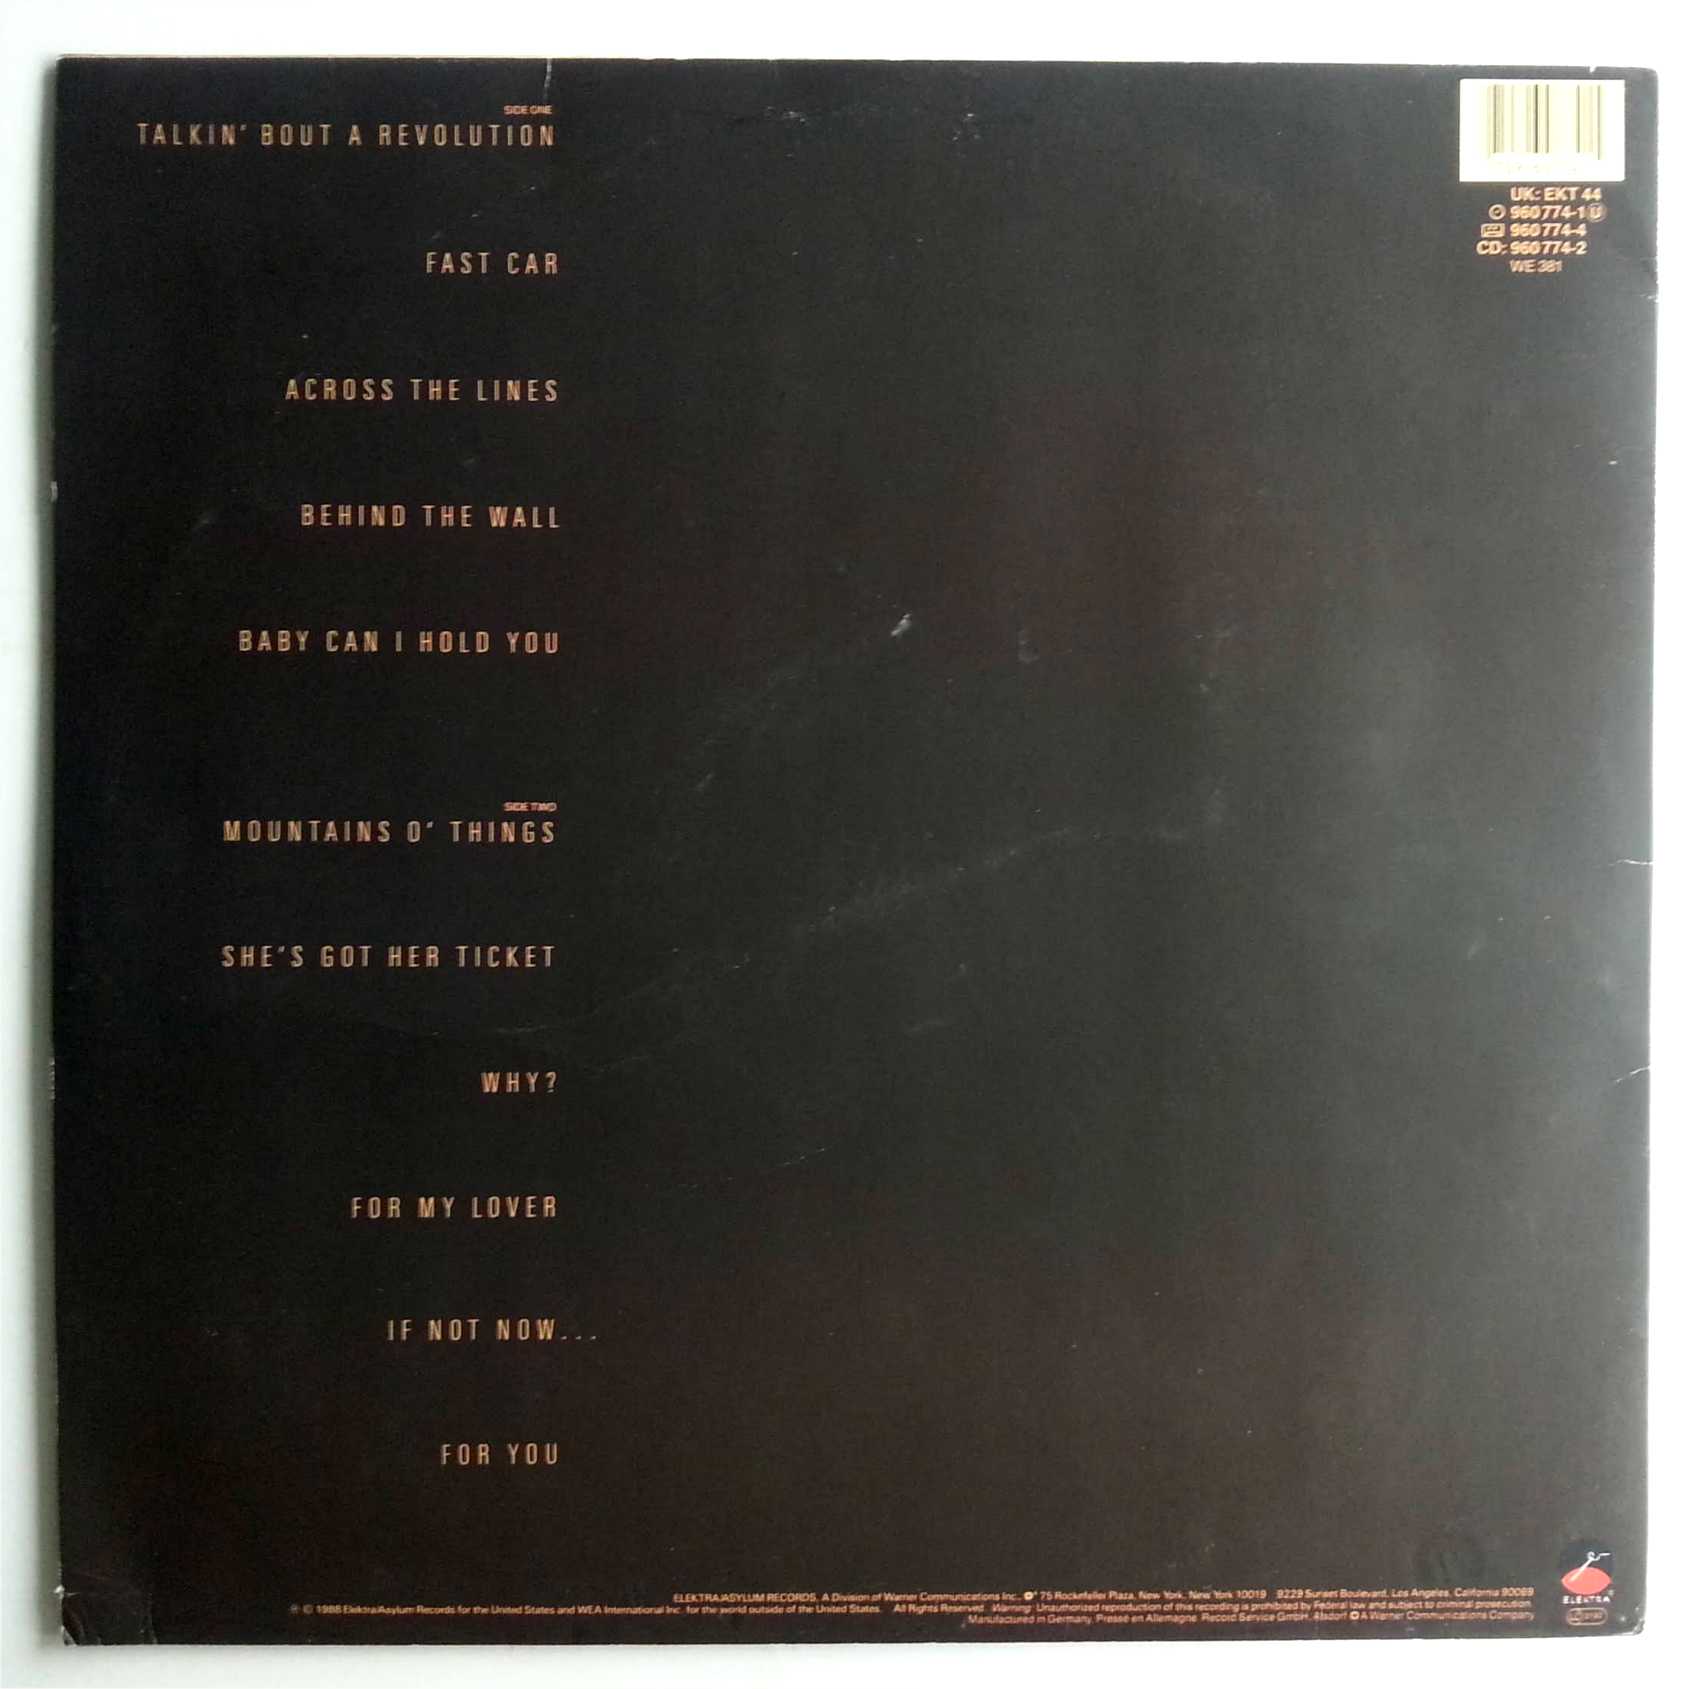 SIDE ONE
TALKIN' BOUT A REVOLUTION
FAST CAR
ACROSS THE LINES
BEHIND THE WALL
BABY CAN I HOLD YOU
SIDE TWO
MOUNTAINS O' THINGS
SHE'S GOT HER TICKET
WHY?
FOR MY LOVER
IF NOT NOW...
FOR YOU
UK: EKT 44
960 774-1 U
960 774-4
CD: 960 774-2
WE 381
ELEKTRA/ASYLUM RECORDS, A Division of Warner Communications Inc., 75 Rockefeller Plaza, New York, New York 10019 9229 Sunset Boulevard, Los Angeles, California 90069
℗ © 1988 Elektra/Asylum Records for the United States and WEA International Inc. for the world outside of the United States. All Rights Reserved. Warning: Unauthorized reproduction of this recording is prohibited by Federal law and subject to criminal prosecution
Manufactured in Germany, Pressé en Allemagne Record Service GmbH, Alsdorf A Warner Communications Company
ELEKTRA